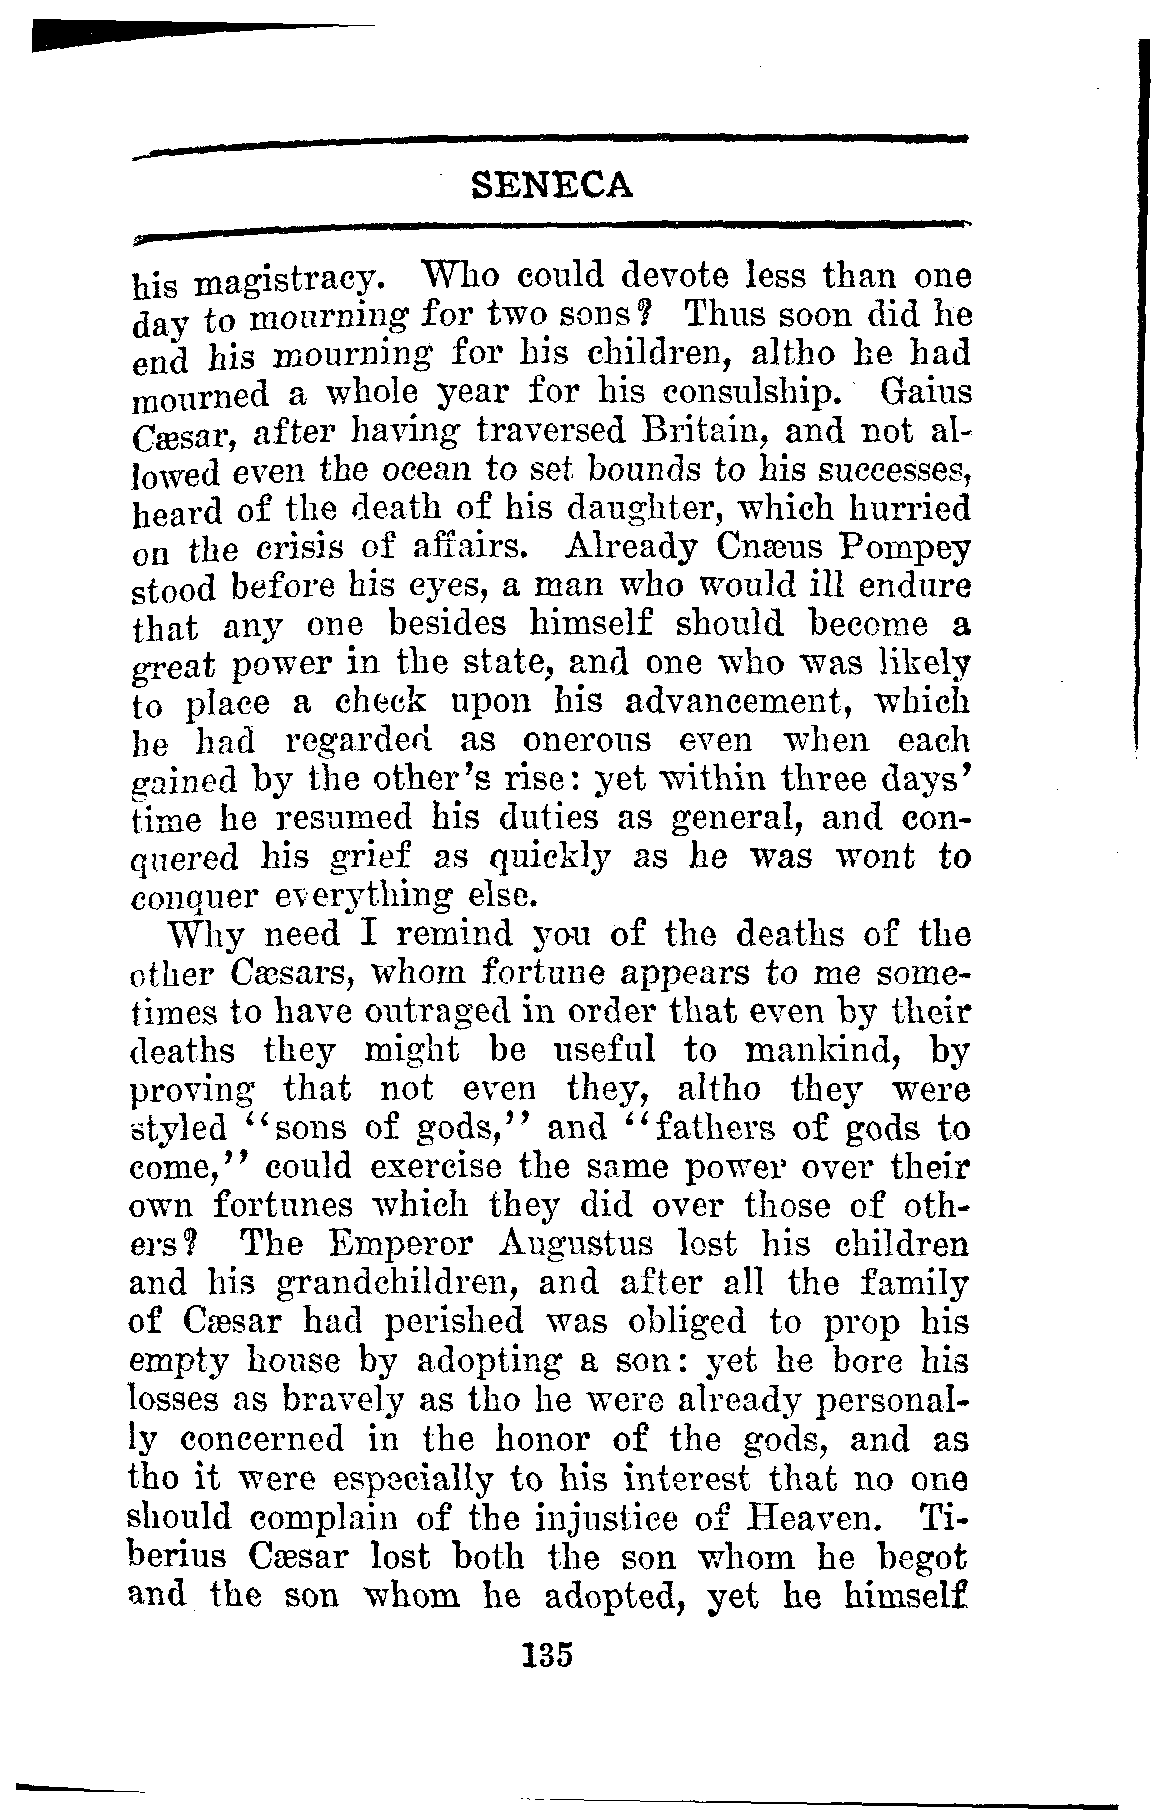 SENECA
his magistracy. Who could devote less than one
day to mourning for two sons? Thus soon did he
end his mourning for his children, altho he had
mourned a whole year for his consulship. Gaius
Cæsar, after having traversed Britain, and not al-
lowed even the ocean to set bounds to his successes,
heard of the death of his daughter, which hurried
on the crisis of affairs. Already Cnæus Pompey
stood before his eyes, a man who would ill endure
that any one besides himself should become a
great power in the state, and one who was likely
to place a check upon his advancement, which
he had regarded as onerous even when each
gained by the other's rise: yet within three days'
time he resumed his duties as general, and con-
quered his grief as quickly as he was wont to
conquer everything else.
Why need I remind you of the deaths of the
other Cæsars, whom fortune appears to me some-
times to have outraged in order that even by their
deaths they might be useful to mankind, by
proving that not even they, altho they were
styled "sons of gods," and "fathers of gods to
come," could exercise the same power over their
own fortunes which they did over those of oth-
ers? The Emperor Augustus lost his children
and his grandchildren, and after all the family
of Cæsar had perished was obliged to prop his
empty house by adopting a son: yet he bore his
losses as bravely as tho he were already personal-
ly concerned in the honor of the gods, and as
tho it were especially to his interest that no one
should complain of the injustice of Heaven. Ti-
berius Cæsar lost both the son whom he begot
and the son whom he adopted, yet he himself
135